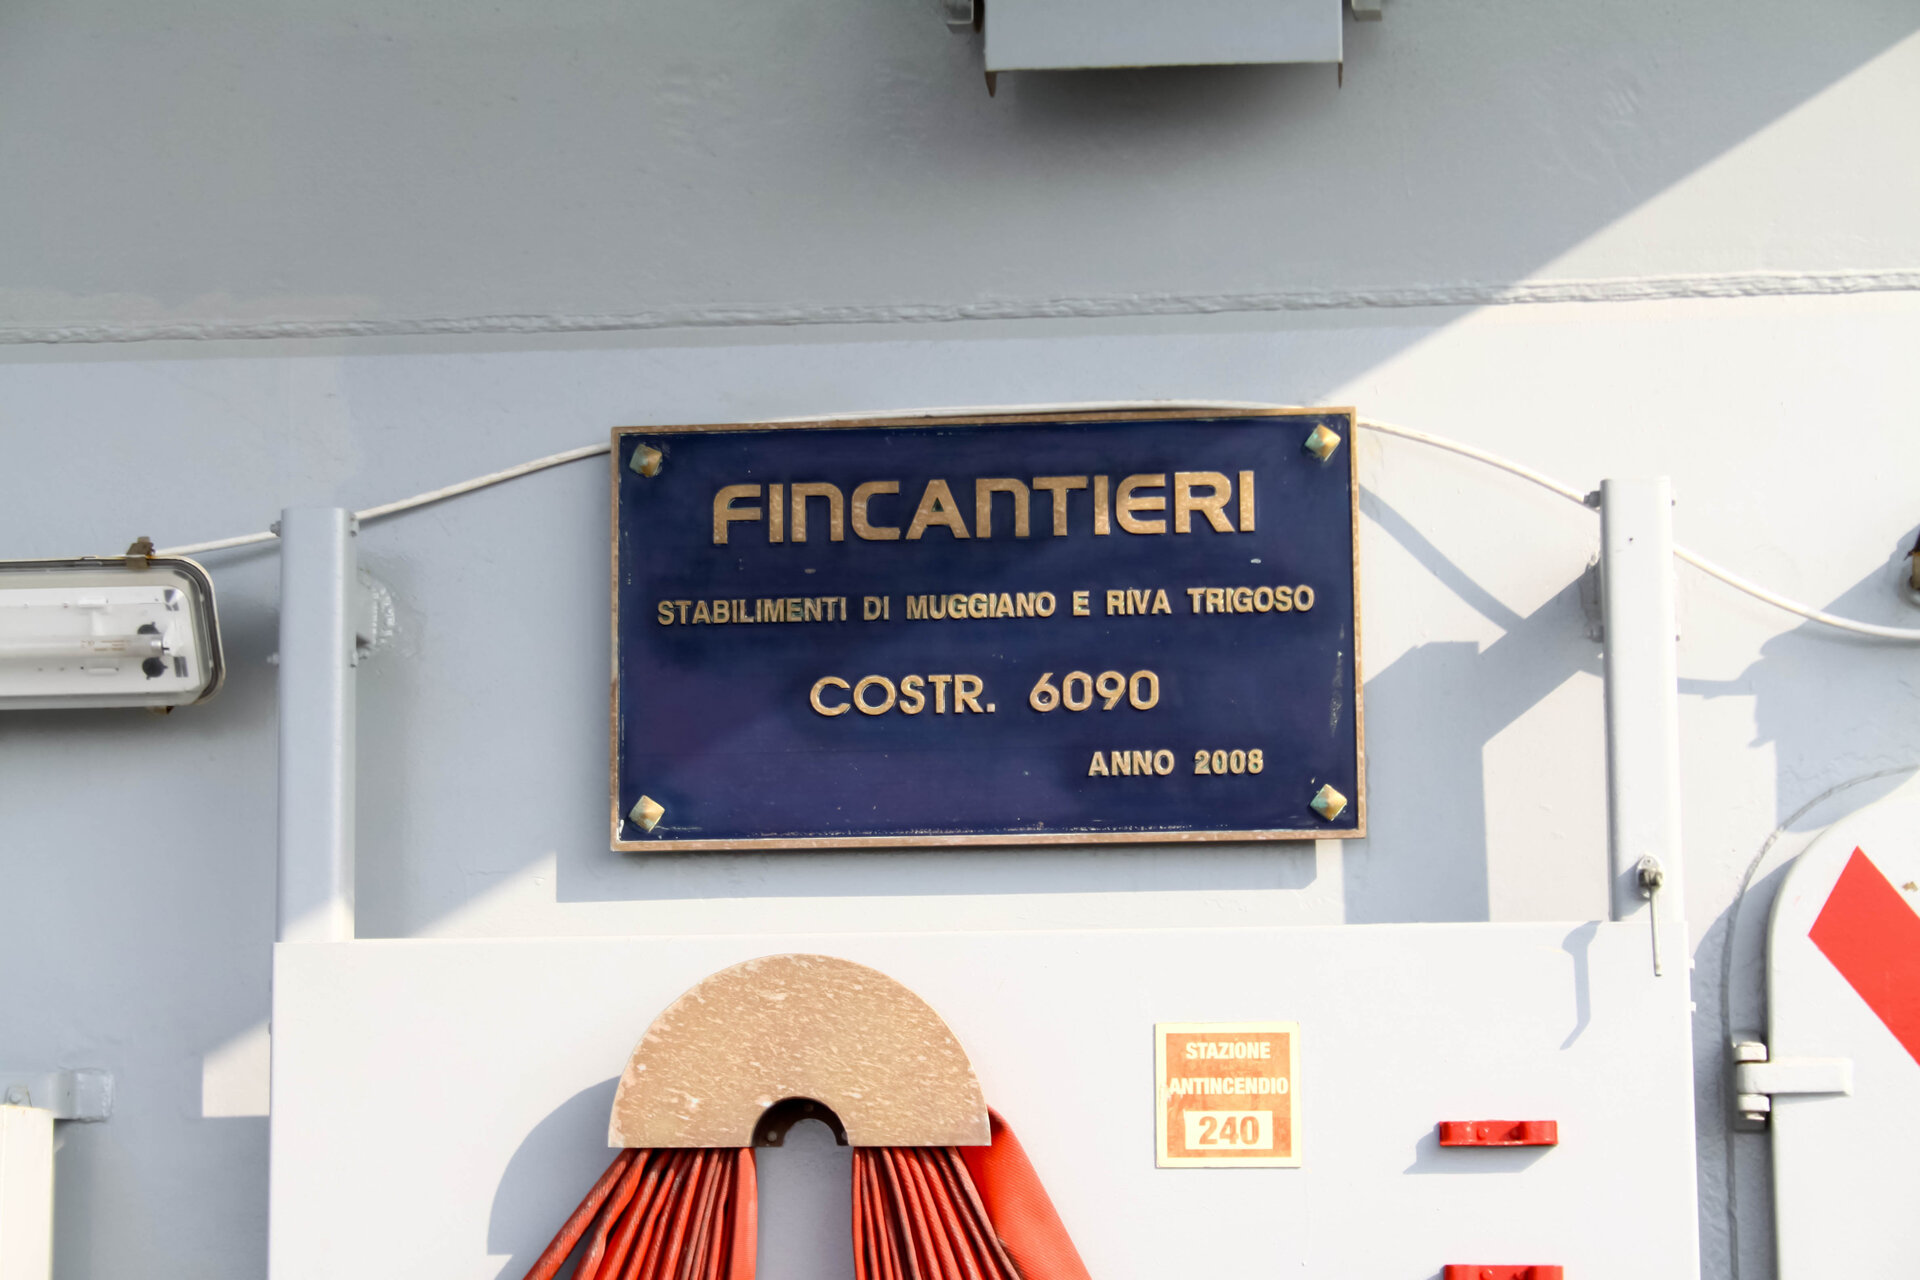 FINCANTIERI
STABILIMENTI DI MUGGIANO E RIVA TRIGOSO
COSTR. 6090
ANNO 2008
STAZIONE
ANTINCENDIO
240